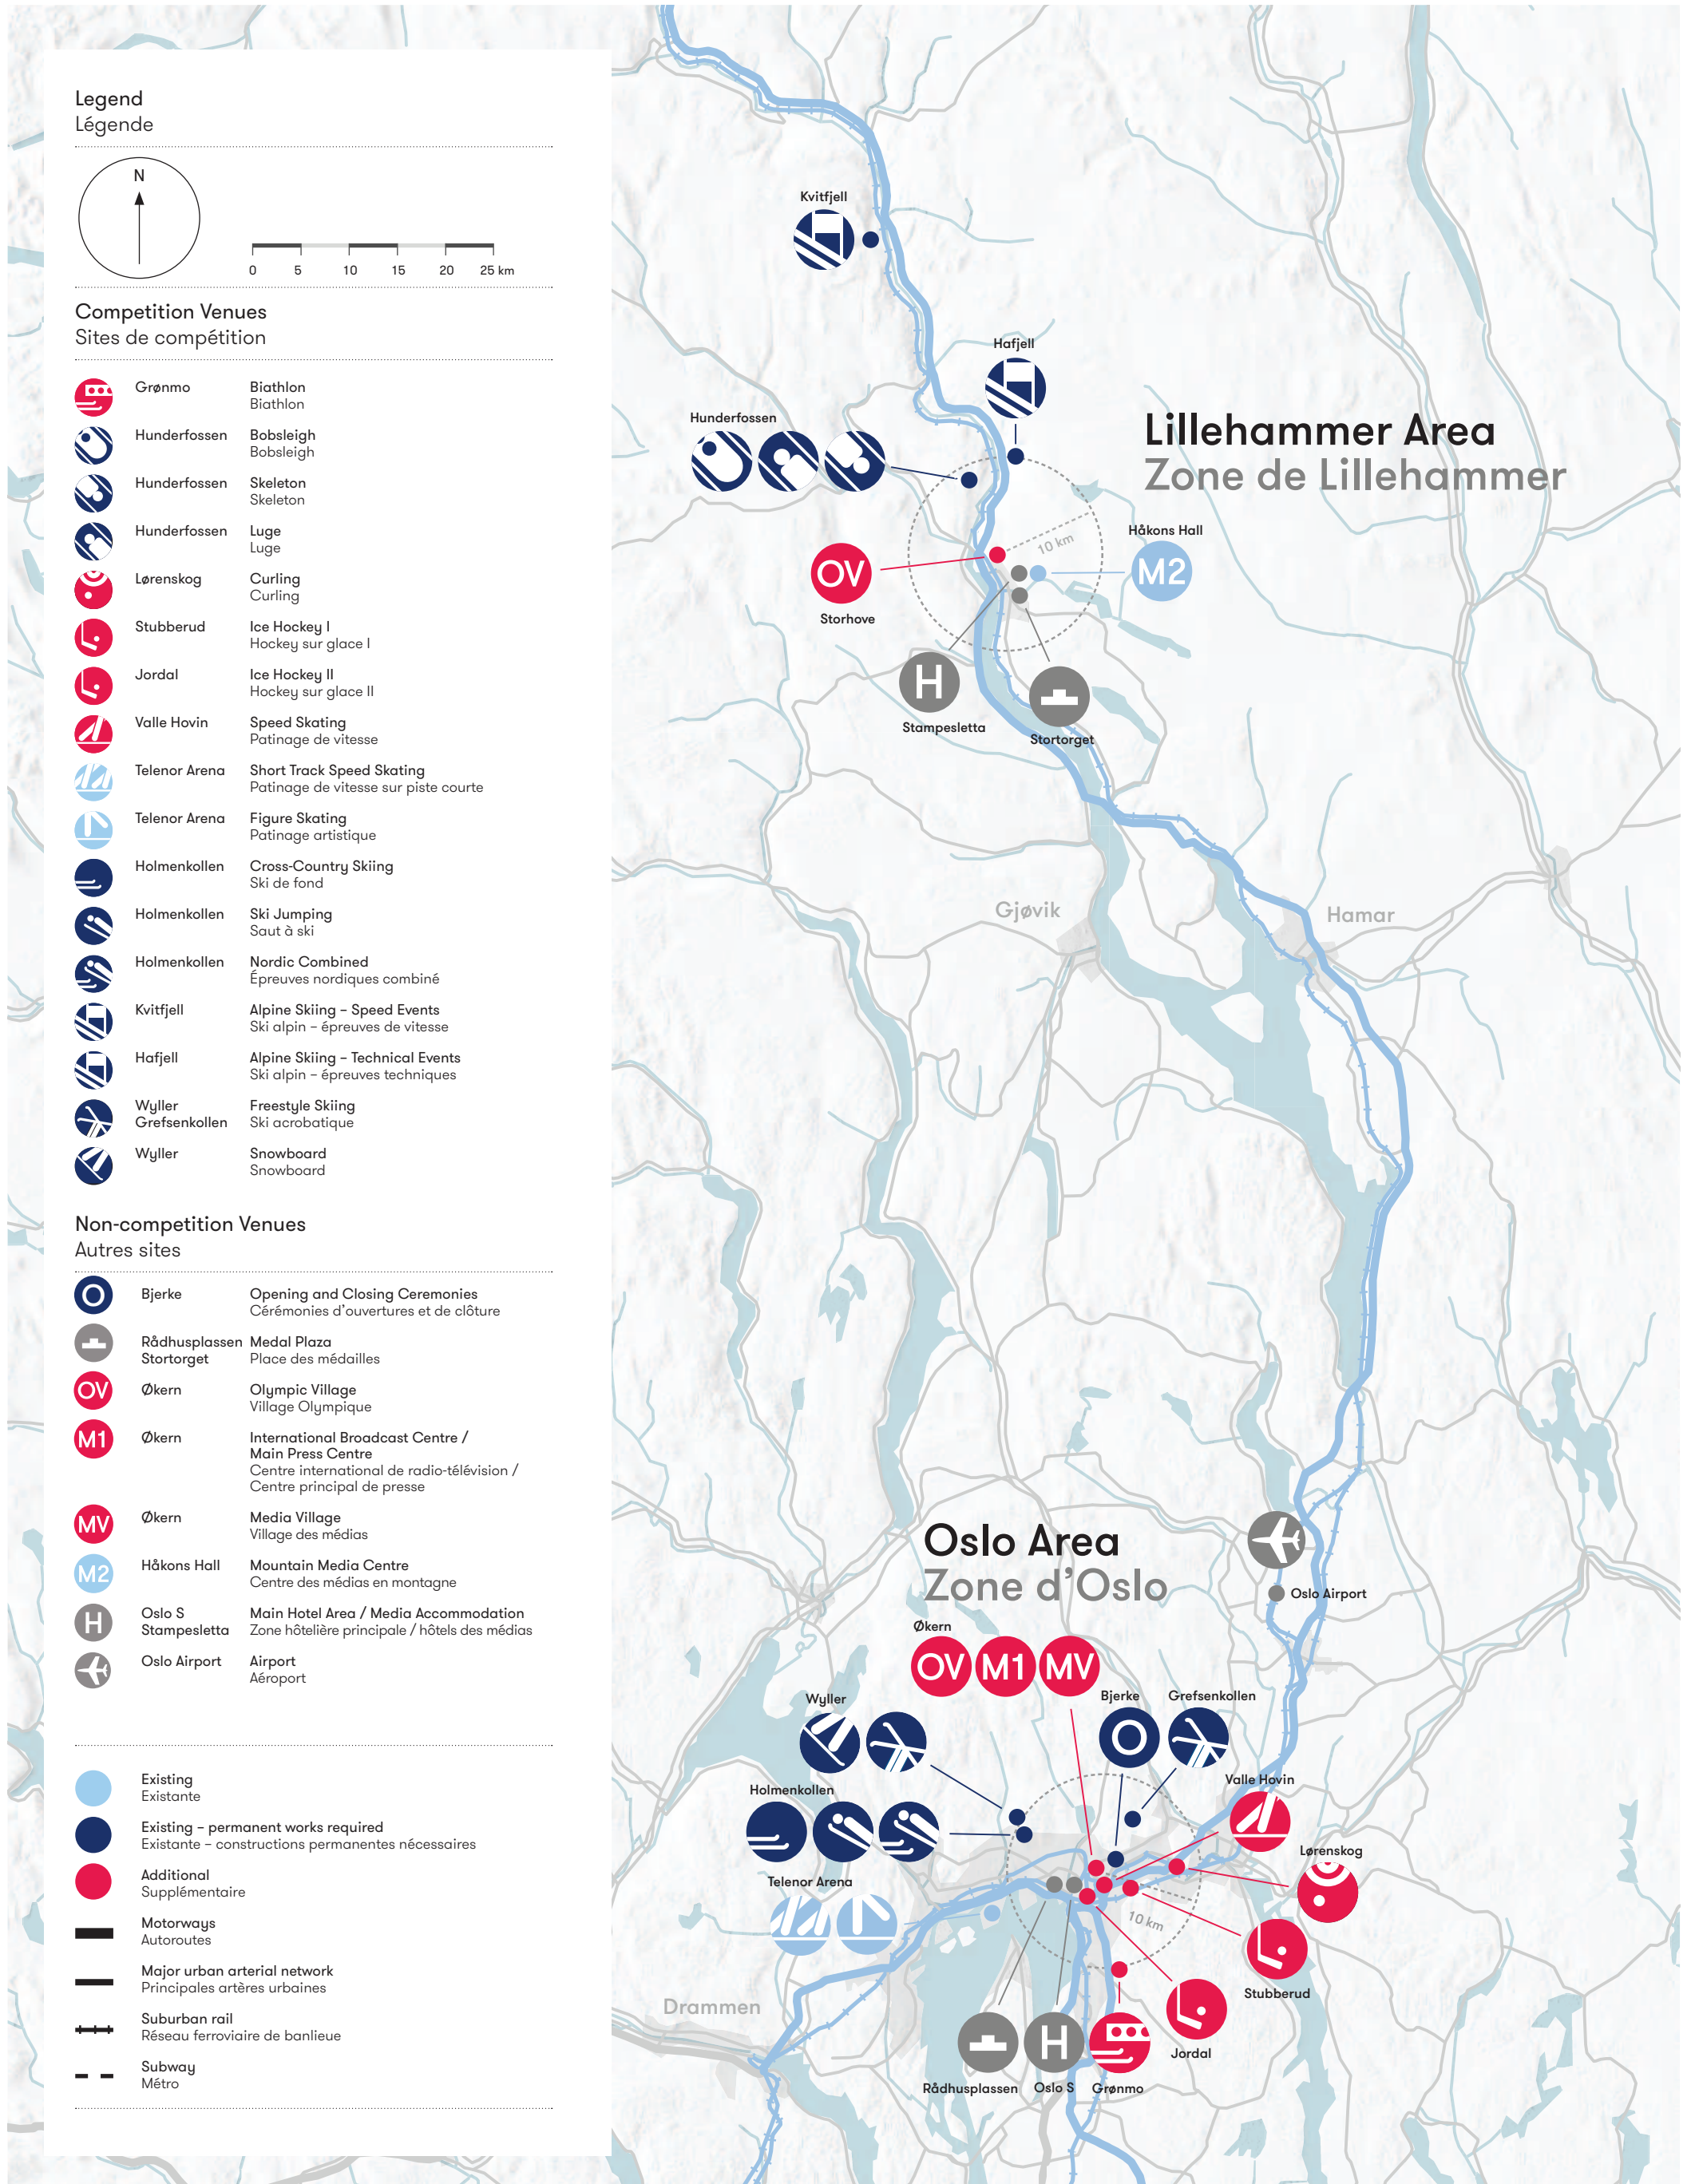 Legend
Légende
N
0 5 10 15 20 25 km
Competition Venues
Sites de compétition
Grønmo Biathlon
Biathlon
Hunderfossen Bobsleigh
Bobsleigh
Hunderfossen Skeleton
Skeleton
Hunderfossen Luge
Luge
Lørenskog Curling
Curling
Stubberud Ice Hockey I
Hockey sur glace I
Jordal Ice Hockey II
Hockey sur glace II
Valle Hovin Speed Skating
Patinage de vitesse
Telenor Arena Short Track Speed Skating
Patinage de vitesse sur piste courte
Telenor Arena Figure Skating
Patinage artistique
Holmenkollen Cross-Country Skiing
Ski de fond
Holmenkollen Ski Jumping
Saut à ski
Holmenkollen Nordic Combined
Épreuves nordiques combiné
Kvitfjell Alpine Skiing – Speed Events
Ski alpin – épreuves de vitesse
Hafjell Alpine Skiing – Technical Events
Ski alpin – épreuves techniques
Wyller Freestyle Skiing
Grefsenkollen Ski acrobatique
Wyller Snowboard
Snowboard
Non-competition Venues
Autres sites
O Bjerke Opening and Closing Ceremonies
Cérémonies d'ouvertures et de clôture
Rådhusplassen Medal Plaza
Stortorget Place des médailles
OV Økern Olympic Village
Village Olympique
M1 Økern International Broadcast Centre /
Main Press Centre
Centre international de radio-télévision /
Centre principal de presse
MV Økern Media Village
Village des médias
M2 Håkons Hall Mountain Media Centre
Centre des médias en montagne
H Oslo S Main Hotel Area / Media Accommodation
Stampesletta Zone hôtelière principale / hôtels des médias
Oslo Airport Airport
Aéroport
Existing
Existante
Existing – permanent works required
Existante – constructions permanentes nécessaires
Additional
Supplémentaire
Motorways
Autoroutes
Major urban arterial network
Principales artères urbaines
Suburban rail
Réseau ferroviaire de banlieue
Subway
Métro
Kvitfjell
Hafjell
Hunderfossen
Lillehammer Area
Zone de Lillehammer
10 km
Håkons Hall
M2
OV
Storhove
H
Stampesletta
Stortorget
Gjøvik
Hamar
Oslo Area
Zone d'Oslo
Oslo Airport
Økern
OV M1 MV
Wyller
Bjerke
O
Grefsenkollen
Holmenkollen
Valle Hovin
Lørenskog
Telenor Arena
10 km
Stubberud
Drammen
Jordal
H
Rådhusplassen
Oslo S
Grønmo